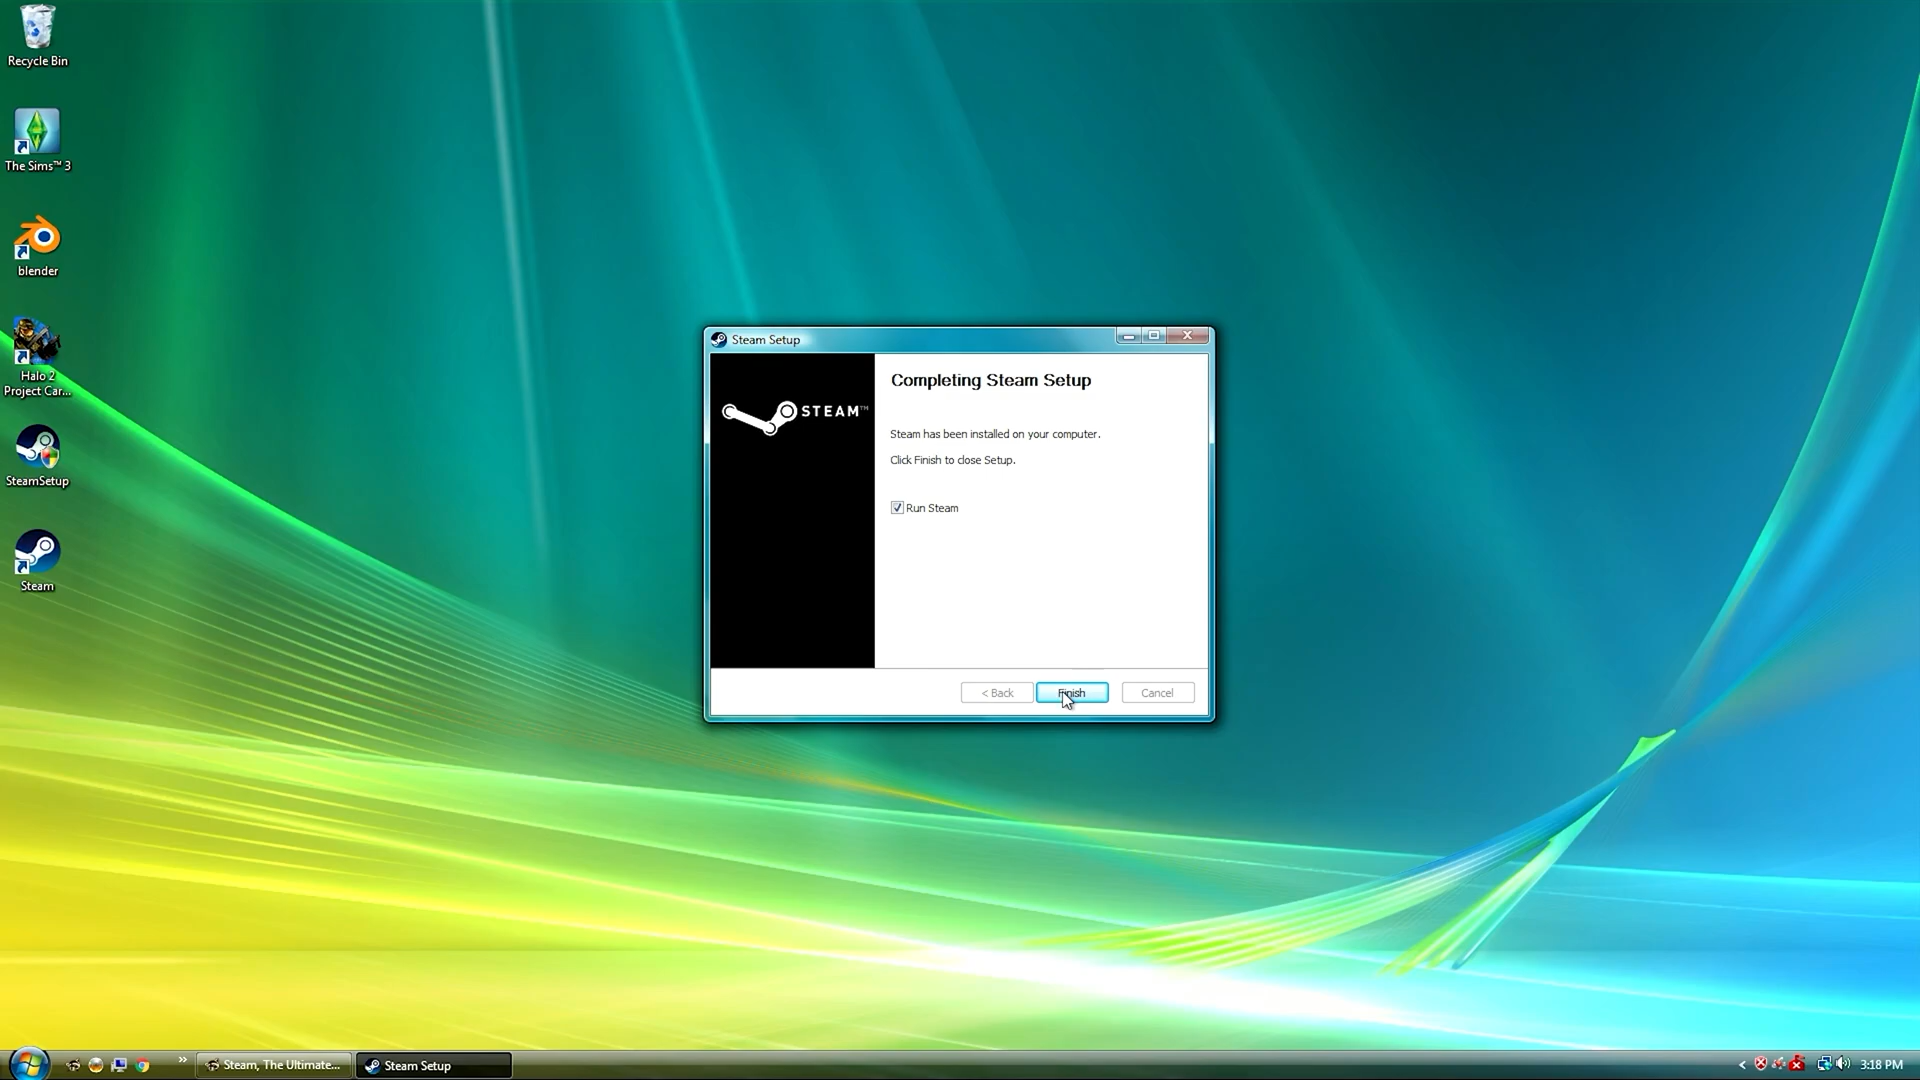 Recycle Bin
The Sims™ 3
blender
Halo 2
Project Car...
SteamSetup
Steam
Steam Setup
STEAM™
Completing Steam Setup
Steam has been installed on your computer.
Click Finish to close Setup.
Run Steam
< Back
Finish
Cancel
»
Steam, The Ultimate...
Steam Setup
<
3:18 PM